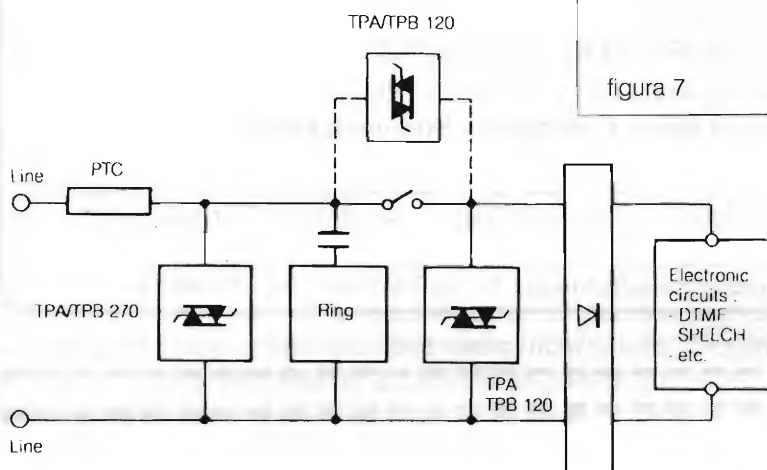 TPA/TPB 120
figura 7
Line
PTC
TPA/TPB 270
Ring
TPA
TPB 120
Electronic
circuits :
- DTMF
- SPEECH
- etc.
Line